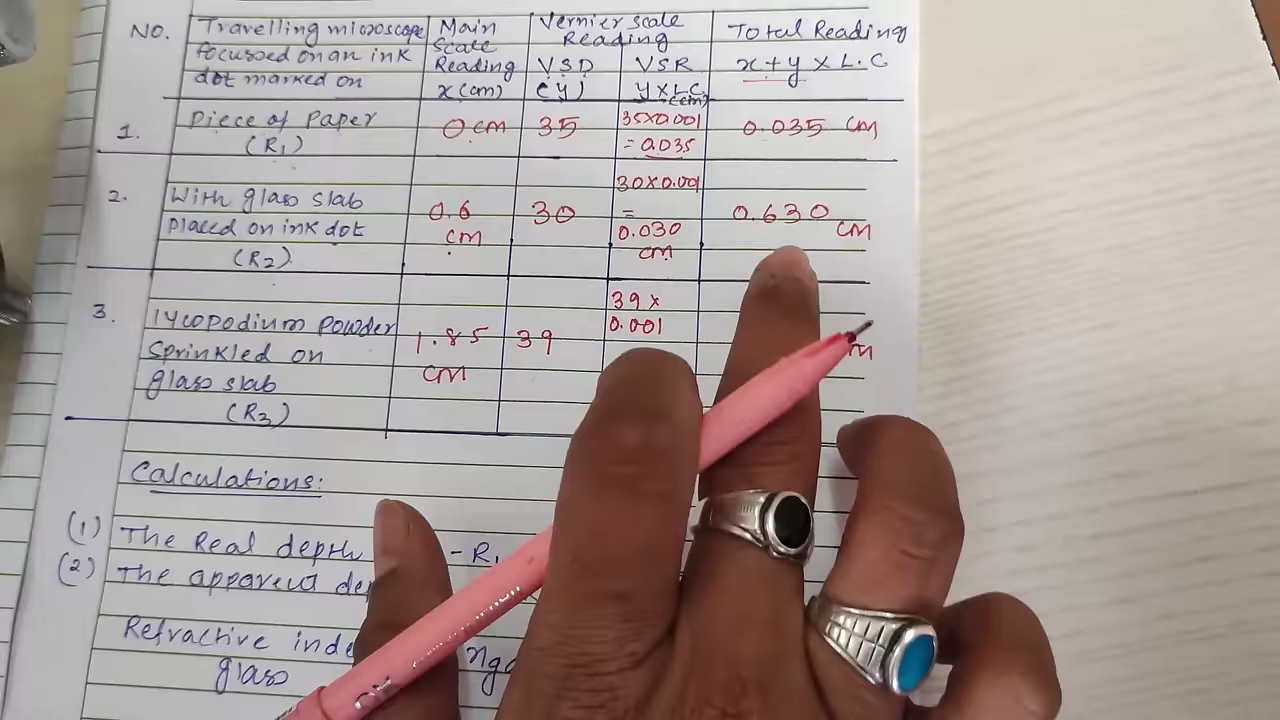 NO. Travelling microscope focussed on an ink dot marked on Main Scale Reading x (cm) Vernier scale Reading VSD (y) VSR y x L.C (cm) Total Reading x + y x L.C
1. Piece of Paper (R1) 0 cm 35 35x0.001 = 0.035 0.035 cm
2. With glass slab placed on ink dot (R2) 0.6 cm 30 30x0.001 = 0.030 cm 0.630 cm
3. lycopodium powder sprinkled on glass slab (R3) 1.85 cm 39 39 x 0.001
Calculations:
(1) The Real depth - R
(2) The apparent
Refractive
glass